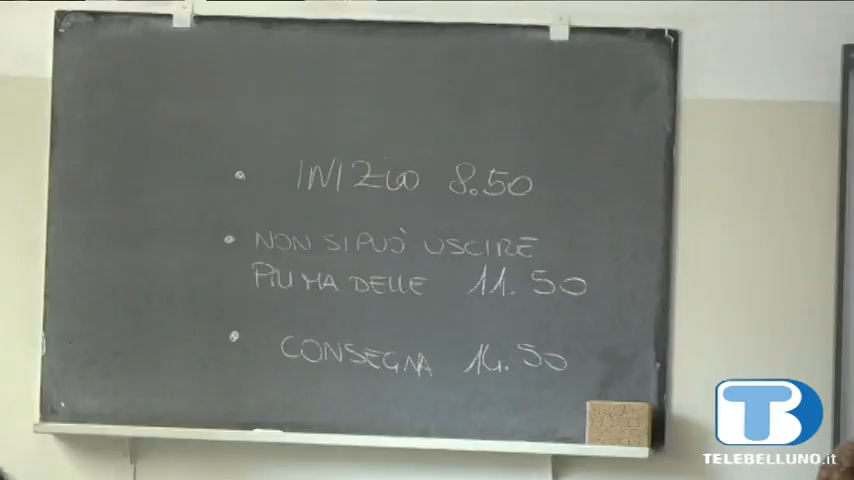 • INIZIO 8.50
• NON SI PUÒ USCIRE
PRIMA DELLE 11.50
• CONSEGNA 14.50
TELEBELLUNO.it